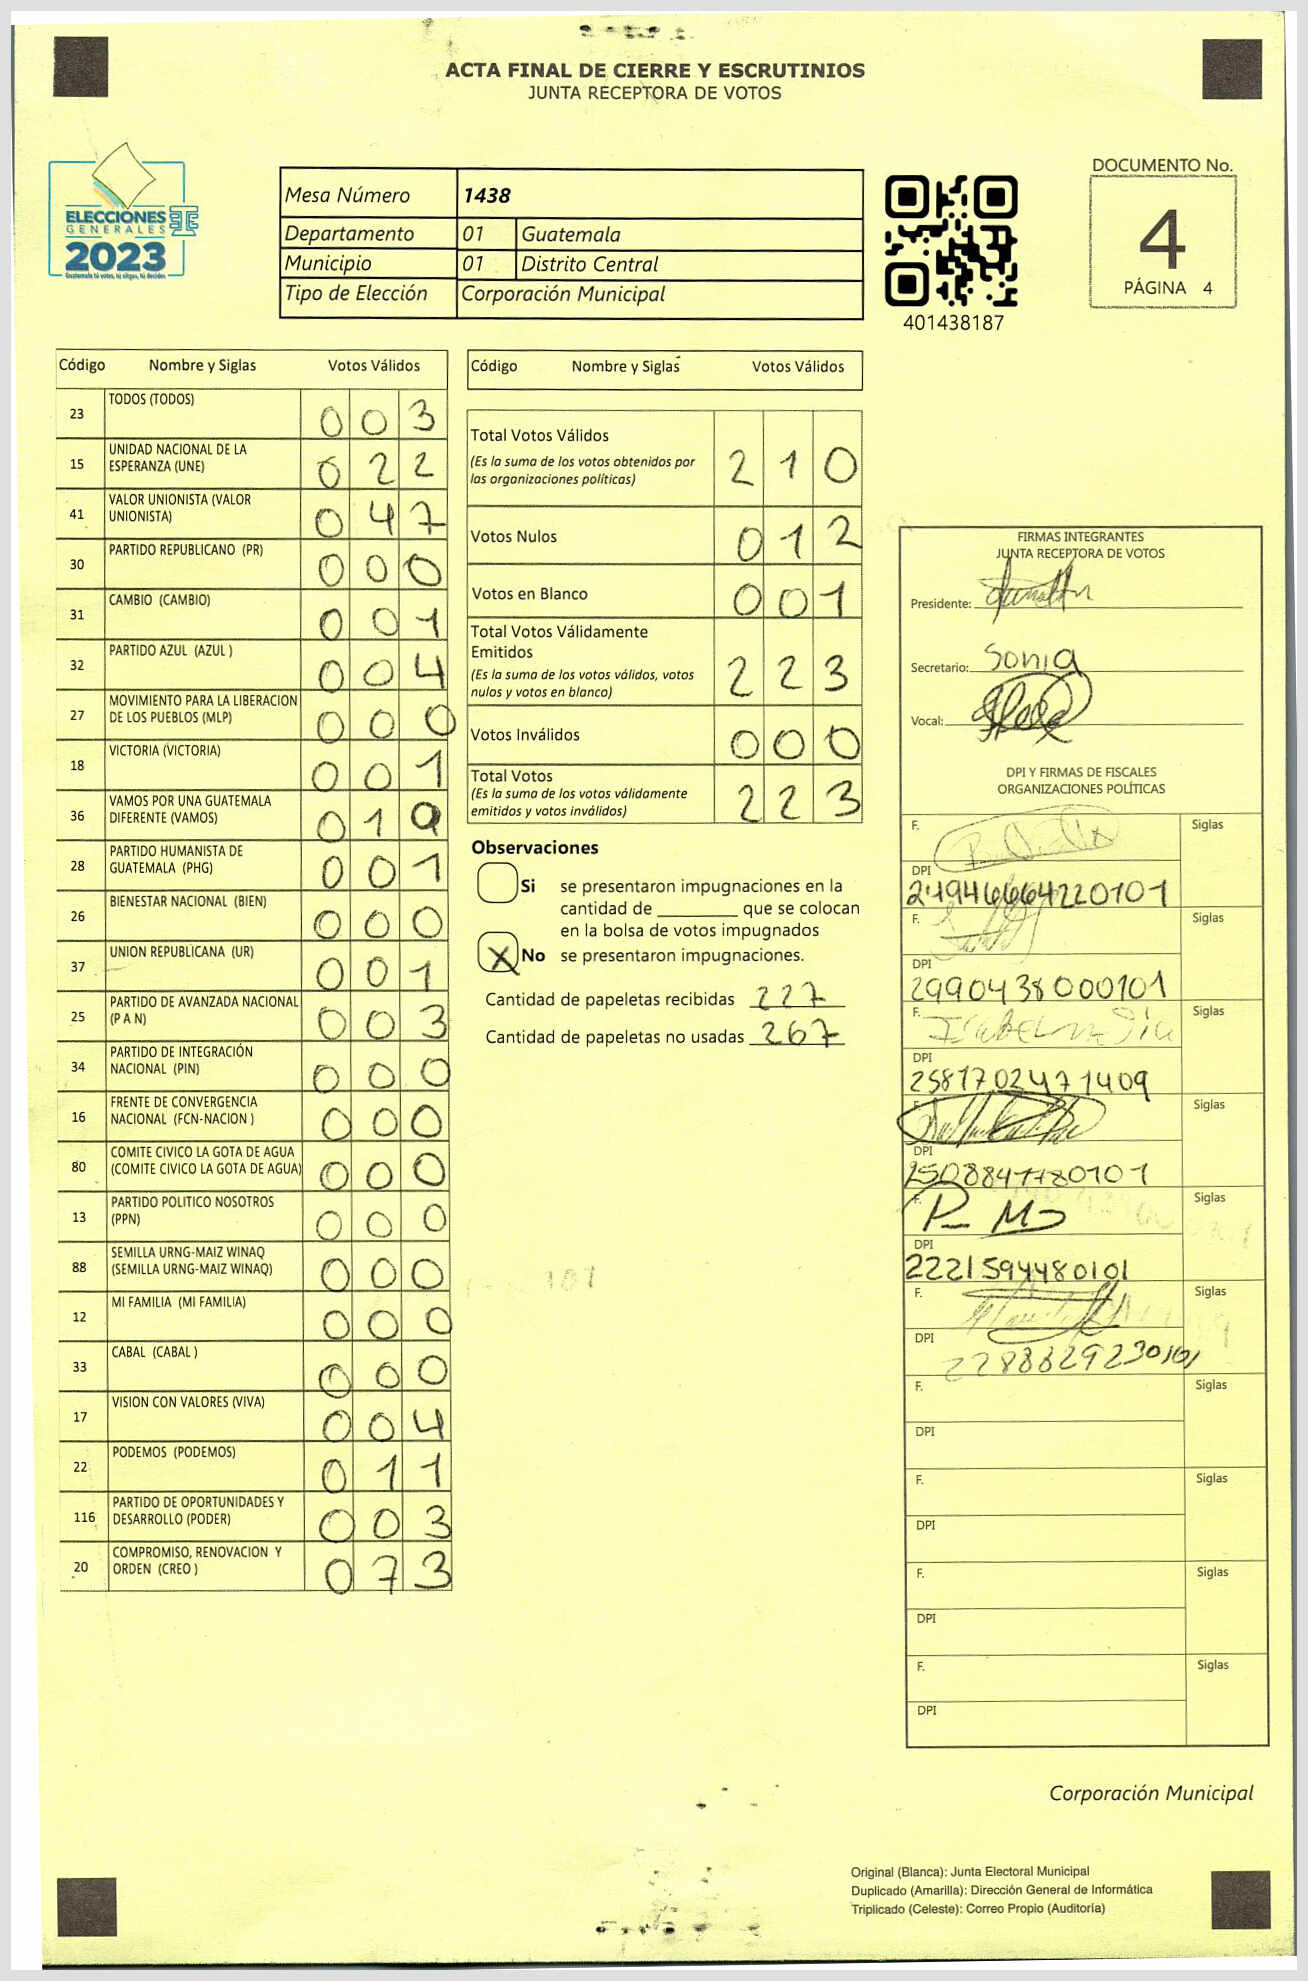 ACTA FINAL DE CIERRE Y ESCRUTINIOS
JUNTA RECEPTORA DE VOTOS
ELECCIONES
GENERALES
2023
Guatemala tú votas, tú eliges, tú decides
Mesa Número 1438
Departamento 01 Guatemala
Municipio 01 Distrito Central
Tipo de Elección Corporación Municipal
401438187
DOCUMENTO No.
4
PÁGINA 4
Código Nombre y Siglas Votos Válidos
23 TODOS (TODOS) 0 0 3
15 UNIDAD NACIONAL DE LA ESPERANZA (UNE) 0 2 2
41 VALOR UNIONISTA (VALOR UNIONISTA) 0 4 7
30 PARTIDO REPUBLICANO (PR) 0 0 0
31 CAMBIO (CAMBIO) 0 0 1
32 PARTIDO AZUL (AZUL ) 0 0 4
27 MOVIMIENTO PARA LA LIBERACION DE LOS PUEBLOS (MLP) 0 0 0
18 VICTORIA (VICTORIA) 0 0 1
36 VAMOS POR UNA GUATEMALA DIFERENTE (VAMOS) 0 1 9
28 PARTIDO HUMANISTA DE GUATEMALA (PHG) 0 0 1
26 BIENESTAR NACIONAL (BIEN) 0 0 0
37 UNION REPUBLICANA (UR) 0 0 1
25 PARTIDO DE AVANZADA NACIONAL (P A N) 0 0 3
34 PARTIDO DE INTEGRACIÓN NACIONAL (PIN) 0 0 0
16 FRENTE DE CONVERGENCIA NACIONAL (FCN-NACION ) 0 0 0
80 COMITE CIVICO LA GOTA DE AGUA (COMITE CIVICO LA GOTA DE AGUA) 0 0 0
13 PARTIDO POLITICO NOSOTROS (PPN) 0 0 0
88 SEMILLA URNG-MAIZ WINAQ (SEMILLA URNG-MAIZ WINAQ) 0 0 0
12 MI FAMILIA (MI FAMILIA) 0 0 0
33 CABAL (CABAL ) 0 0 0
17 VISION CON VALORES (VIVA) 0 0 4
22 PODEMOS (PODEMOS) 0 1 1
116 PARTIDO DE OPORTUNIDADES Y DESARROLLO (PODER) 0 0 3
20 COMPROMISO, RENOVACION Y ORDEN (CREO ) 0 7 3
Código Nombre y Siglas Votos Válidos
Total Votos Válidos 2 1 0
(Es la suma de los votos obtenidos por
las organizaciones políticas)
Votos Nulos 0 1 2
Votos en Blanco 0 0 1
Total Votos Válidamente
Emitidos 2 2 3
(Es la suma de los votos válidos, votos
nulos y votos en blanco)
Votos Inválidos 0 0 0
Total Votos 2 2 3
(Es la suma de los votos válidamente
emitidos y votos inválidos)
Observaciones
Si se presentaron impugnaciones en la
cantidad de ________ que se colocan
en la bolsa de votos impugnados
X No se presentaron impugnaciones.
Cantidad de papeletas recibidas 227
Cantidad de papeletas no usadas 267
FIRMAS INTEGRANTES
JUNTA RECEPTORA DE VOTOS
Presidente:
Secretario: Sonia
Vocal:
DPI Y FIRMAS DE FISCALES
ORGANIZACIONES POLÍTICAS
F. Siglas
DPI
24946664220101
F. Siglas
DPI
2990438000101
F. Siglas
DPI
2581702471409
F. Siglas
DPI
F. Siglas
DPI
2221594480101
F. Siglas
DPI
2288829230101
F. Siglas
DPI
F. Siglas
DPI
F. Siglas
DPI
F. Siglas
DPI
Corporación Municipal
Original (Blanca): Junta Electoral Municipal
Duplicado (Amarilla): Dirección General de Informática
Triplicado (Celeste): Correo Propio (Auditoría)